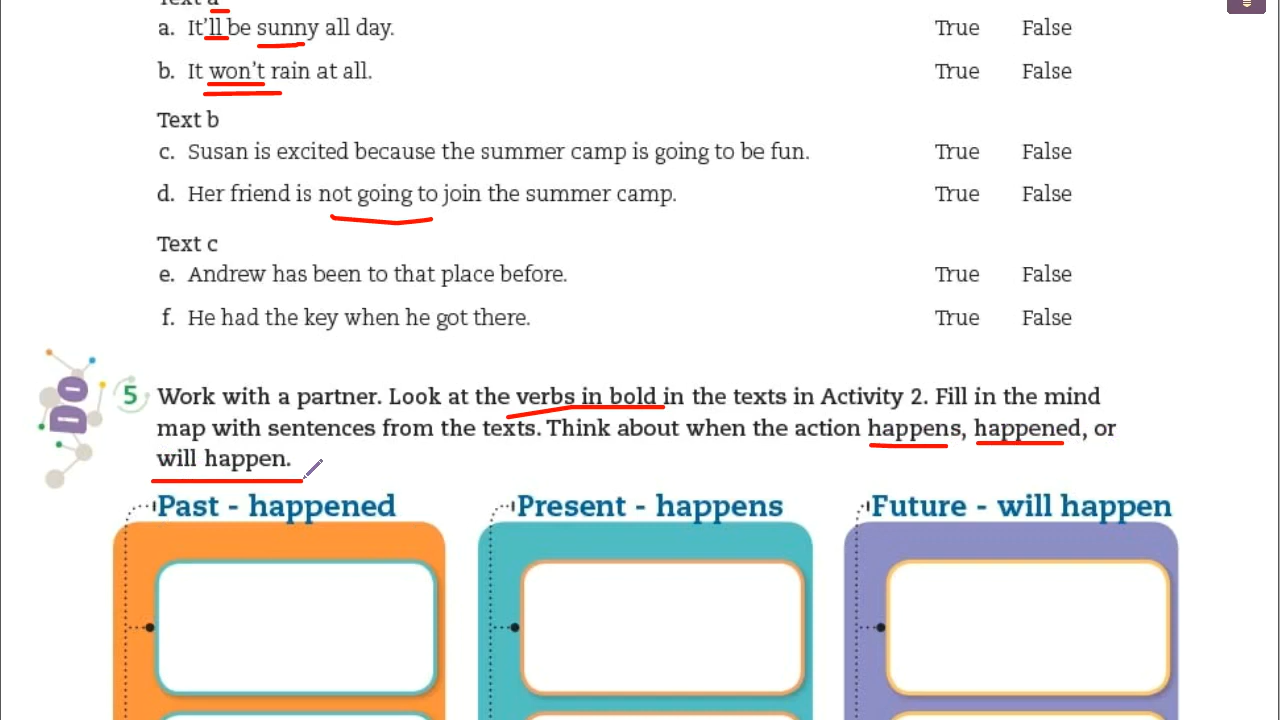 Text a
a. It'll be sunny all day. True False
b. It won't rain at all. True False
Text b
c. Susan is excited because the summer camp is going to be fun. True False
d. Her friend is not going to join the summer camp. True False
Text c
e. Andrew has been to that place before. True False
f. He had the key when he got there. True False
DO
5 Work with a partner. Look at the verbs in bold in the texts in Activity 2. Fill in the mind
map with sentences from the texts. Think about when the action happens, happened, or
will happen.
Past - happened Present - happens Future - will happen